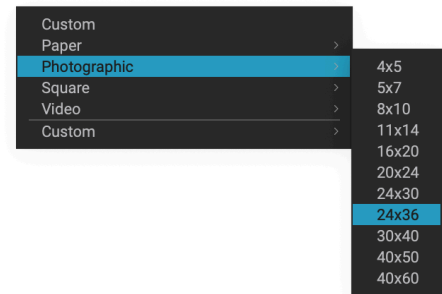 Custom
Paper
Photographic
Square
Video
Custom
4x5
5x7
8x10
11x14
16x20
20x24
24x30
24x36
30x40
40x50
40x60